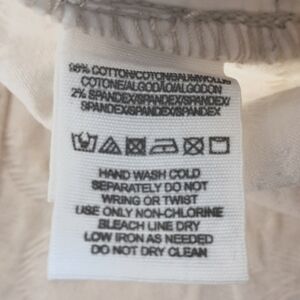 98% COTTON/COTON/BAUMWOLLE/
COTONE/ALGODÃO/ALGODON
2% SPANDEX/SPANDEX/SPANDEX/
SPANDEX/SPANDEX/SPANDEX
HAND WASH COLD
SEPARATELY DO NOT
WRING OR TWIST
USE ONLY NON-CHLORINE
BLEACH LINE DRY
LOW IRON AS NEEDED
DO NOT DRY CLEAN